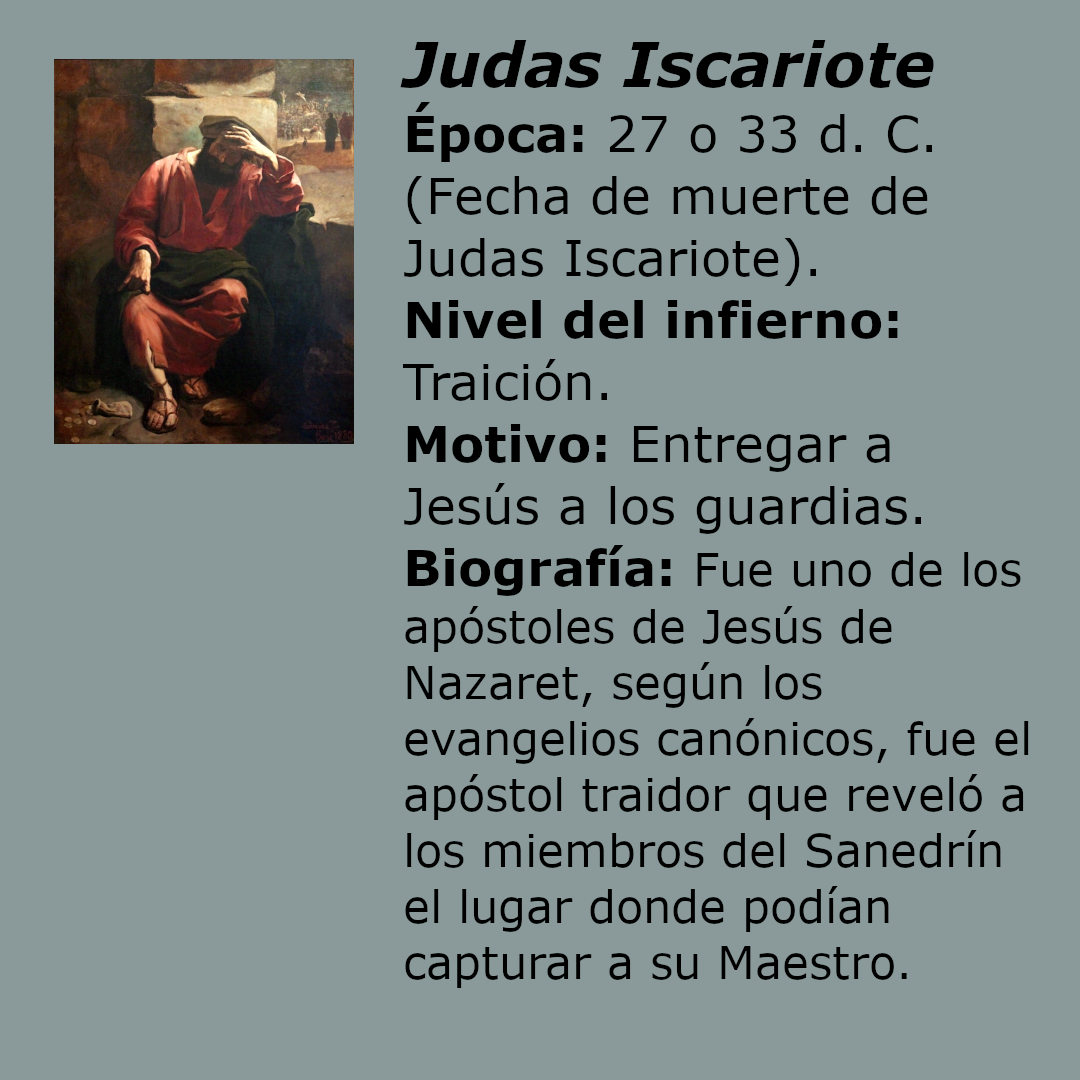 Judas Iscariote
Época: 27 o 33 d. C.
(Fecha de muerte de
Judas Iscariote).
Nivel del infierno:
Traición.
Motivo: Entregar a
Jesús a los guardias.
Biografía: Fue uno de los
apóstoles de Jesús de
Nazaret, según los
evangelios canónicos, fue el
apóstol traidor que reveló a
los miembros del Sanedrín
el lugar donde podían
capturar a su Maestro.